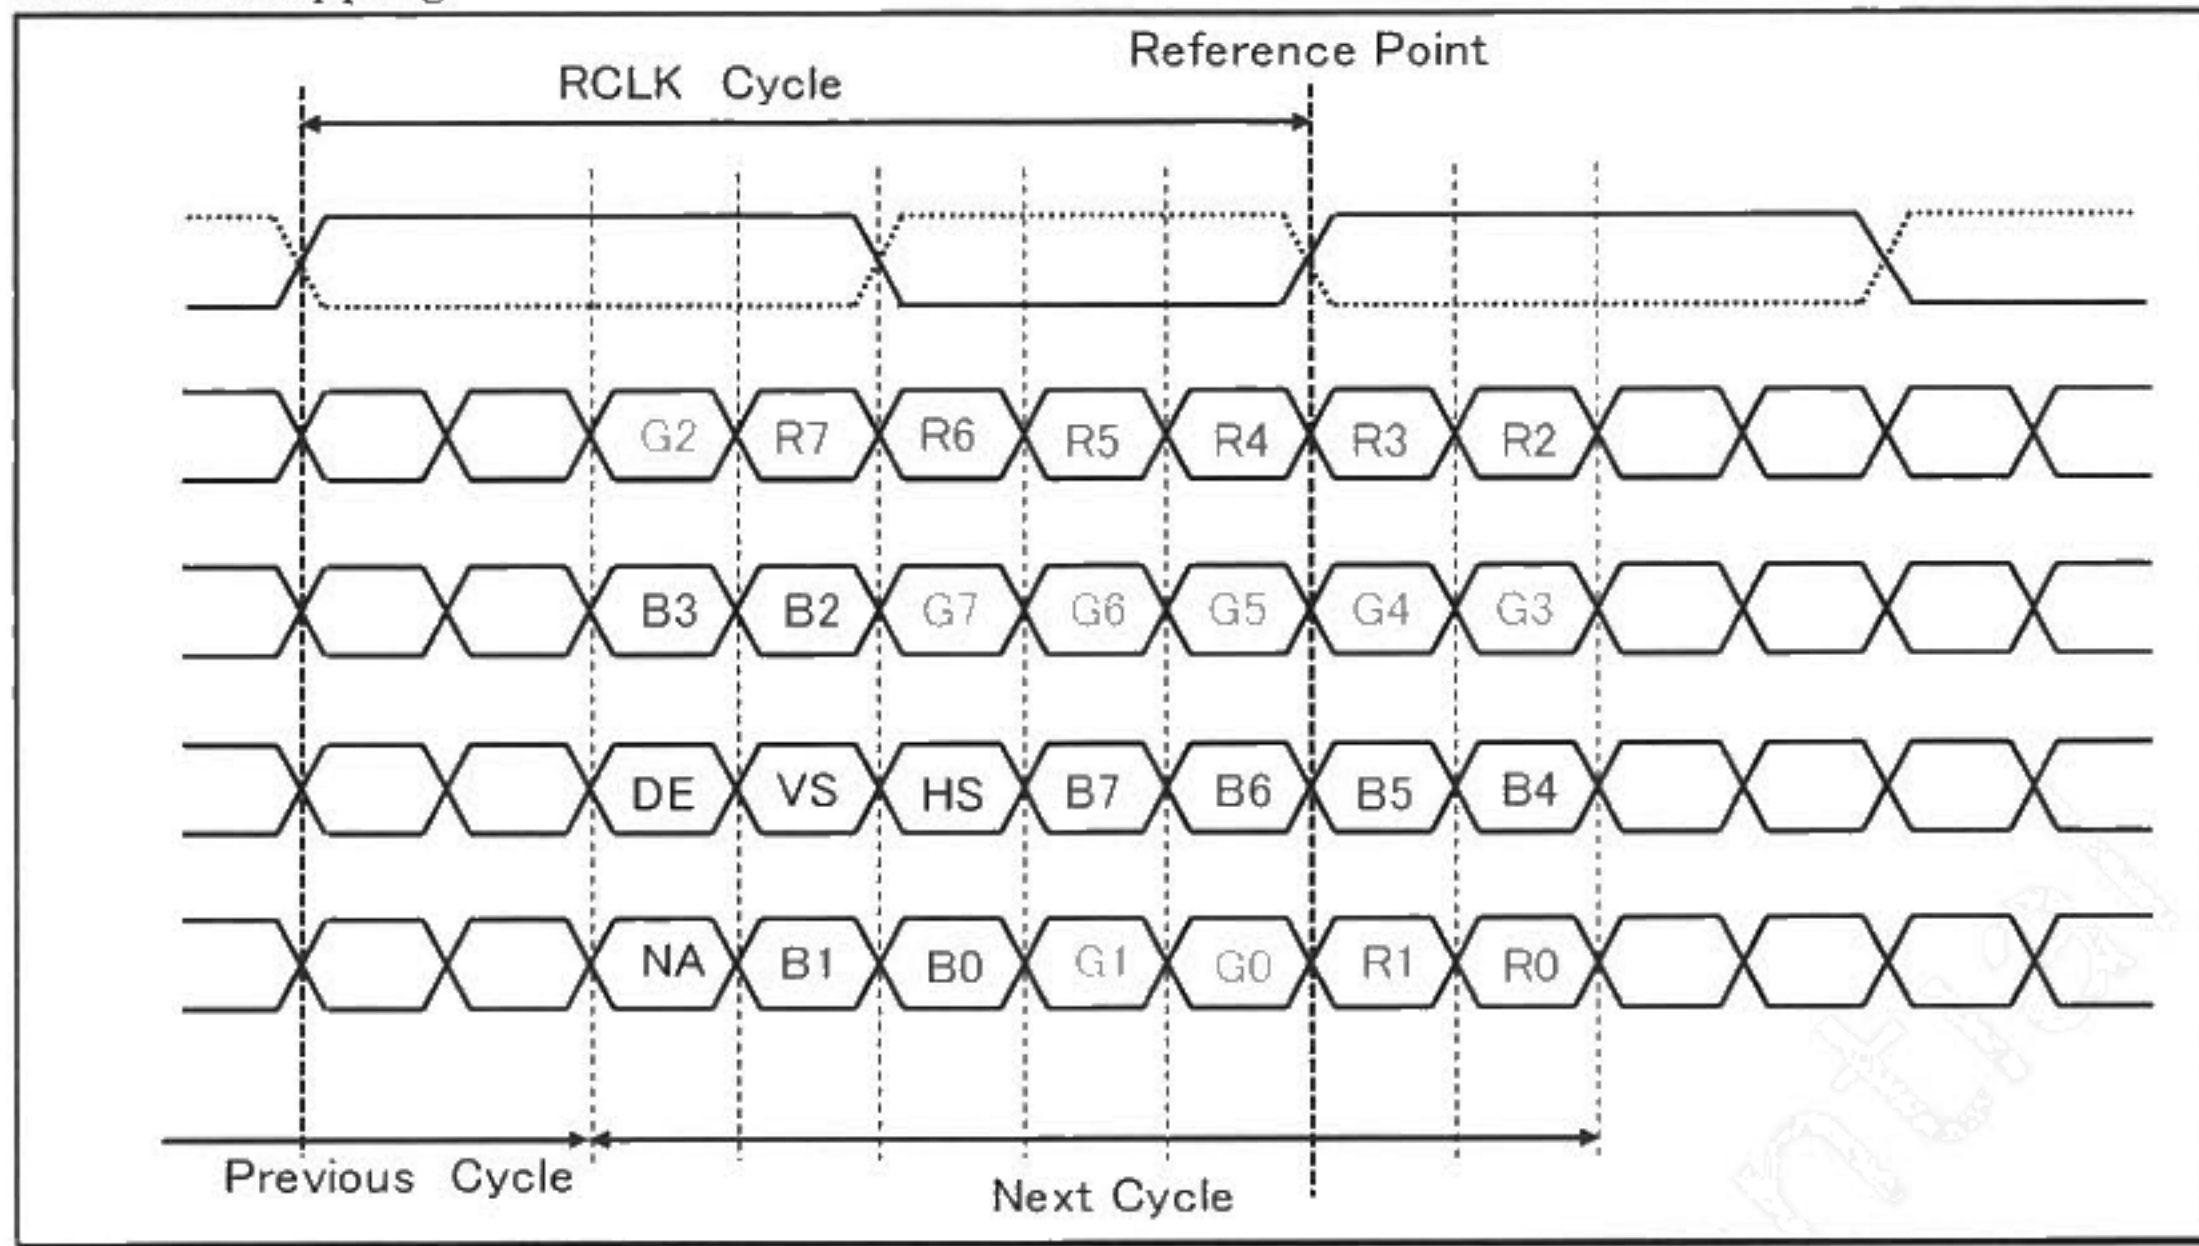 Reference Point
RCLK Cycle
G2 R7 R6 R5 R4 R3 R2
B3 B2 G7 G6 G5 G4 G3
DE VS HS B7 B6 B5 B4
NA B1 B0 G1 G0 R1 R0
Previous Cycle
Next Cycle